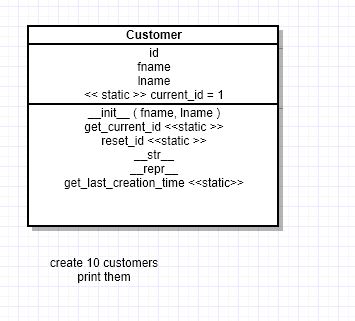 Customer
id
fname
lname
<< static >> current_id = 1
__init__ ( fname, lname )
get_current_id <<static >>
reset_id <<static >>
__str__
__repr__
get_last_creation_time <<static>>
create 10 customers
print them